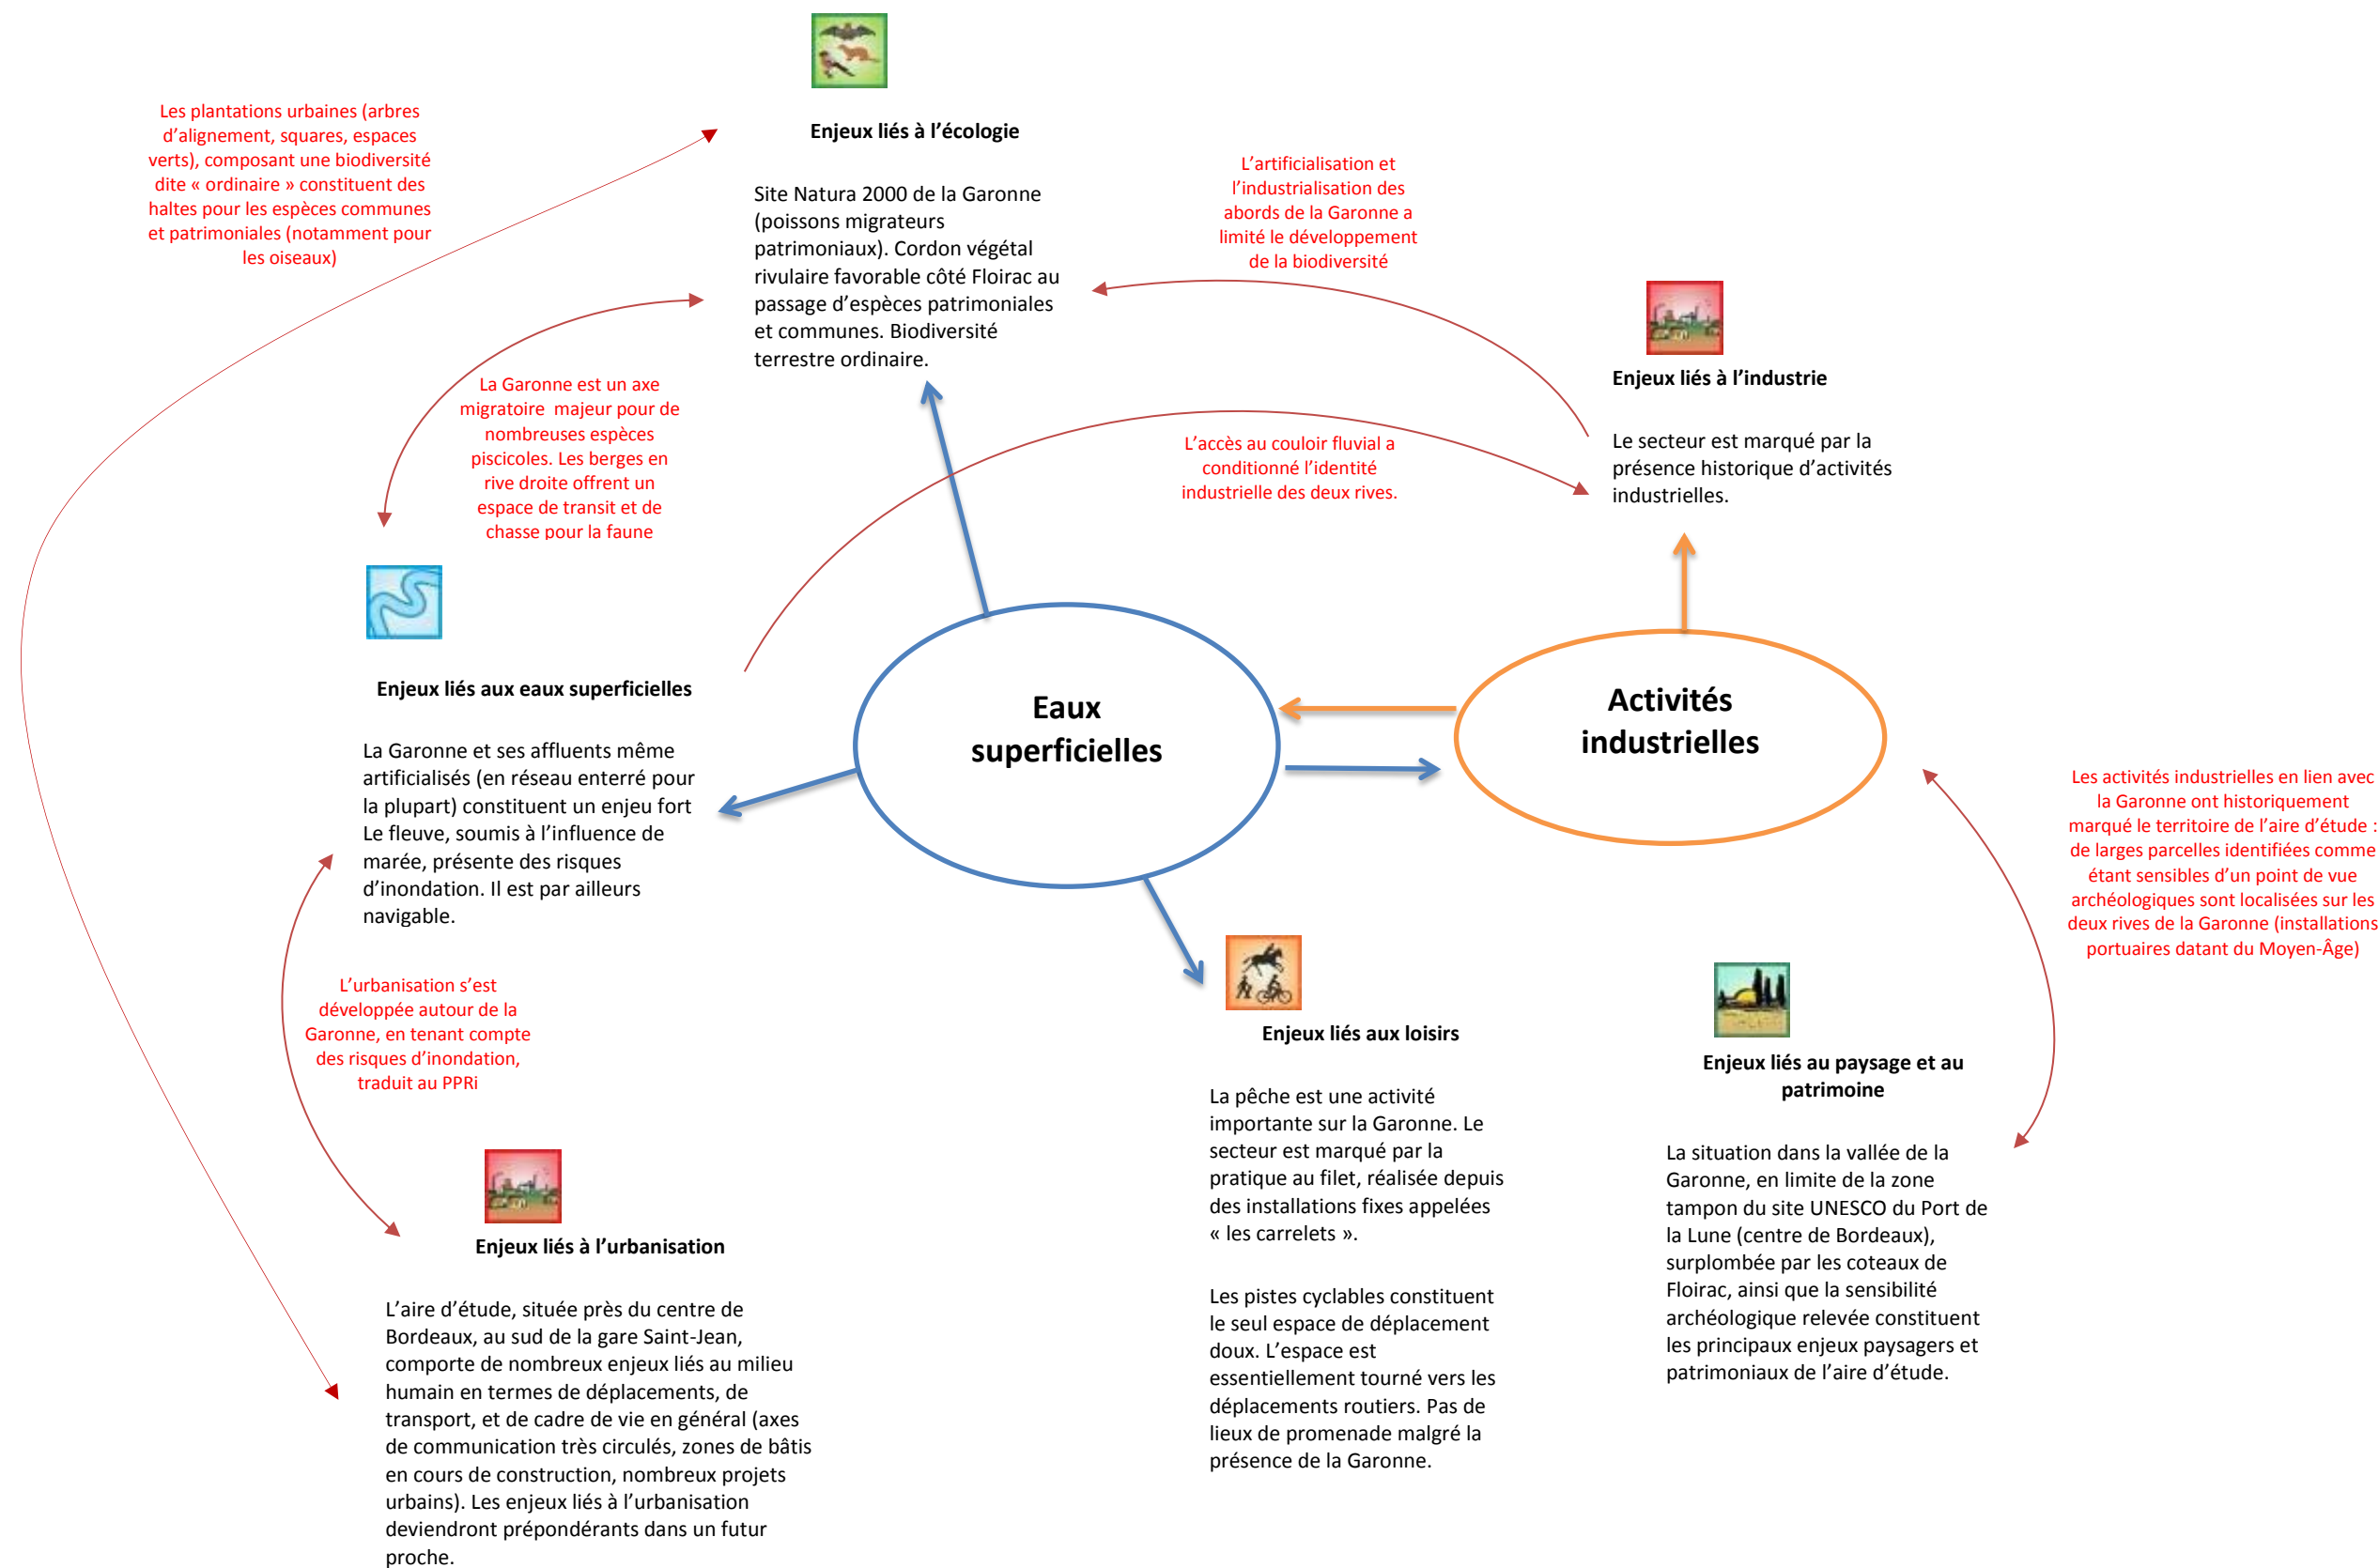 Les plantations urbaines (arbres
d’alignement, squares, espaces
verts), composant une biodiversité
dite « ordinaire » constituent des
haltes pour les espèces communes
et patrimoniales (notamment pour
les oiseaux)
Enjeux liés à l’écologie
Site Natura 2000 de la Garonne
(poissons migrateurs
patrimoniaux). Cordon végétal
rivulaire favorable côté Floirac au
passage d’espèces patrimoniales
et communes. Biodiversité
terrestre ordinaire.
L’artificialisation et
l’industrialisation des
abords de la Garonne a
limité le développement
de la biodiversité
Enjeux liés à l’industrie
Le secteur est marqué par la
présence historique d’activités
industrielles.
La Garonne est un axe
migratoire  majeur pour de
nombreuses espèces
piscicoles. Les berges en
rive droite offrent un
espace de transit et de
chasse pour la faune
L’accès au couloir fluvial a
conditionné l’identité
industrielle des deux rives.
Enjeux liés aux eaux superficielles
La Garonne et ses affluents même
artificialisés (en réseau enterré pour
la plupart) constituent un enjeu fort
Le fleuve, soumis à l’influence de
marée, présente des risques
d’inondation. Il est par ailleurs
navigable.
Eaux
superficielles
Activités
industrielles
Les activités industrielles en lien avec
la Garonne ont historiquement
marqué le territoire de l’aire d’étude :
de larges parcelles identifiées comme
étant sensibles d’un point de vue
archéologiques sont localisées sur les
deux rives de la Garonne (installations
portuaires datant du Moyen-Âge)
L’urbanisation s’est
développée autour de la
Garonne, en tenant compte
des risques d’inondation,
traduit au PPRi
Enjeux liés à l’urbanisation
L’aire d’étude, située près du centre de
Bordeaux, au sud de la gare Saint-Jean,
comporte de nombreux enjeux liés au milieu
humain en termes de déplacements, de
transport, et de cadre de vie en général (axes
de communication très circulés, zones de bâtis
en cours de construction, nombreux projets
urbains). Les enjeux liés à l’urbanisation
deviendront prépondérants dans un futur
proche.
Enjeux liés aux loisirs
La pêche est une activité
importante sur la Garonne. Le
secteur est marqué par la
pratique au filet, réalisée depuis
des installations fixes appelées
« les carrelets ».
Les pistes cyclables constituent
le seul espace de déplacement
doux. L’espace est
essentiellement tourné vers les
déplacements routiers. Pas de
lieux de promenade malgré la
présence de la Garonne.
Enjeux liés au paysage et au
patrimoine
La situation dans la vallée de la
Garonne, en limite de la zone
tampon du site UNESCO du Port de
la Lune (centre de Bordeaux),
surplombée par les coteaux de
Floirac, ainsi que la sensibilité
archéologique relevée constituent
les principaux enjeux paysagers et
patrimoniaux de l’aire d’étude.